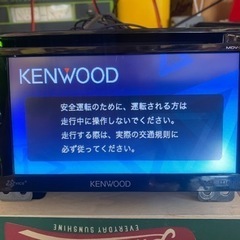 KENWOOD
安全運転のために、運転される方は
走行中に操作しないでください。
走行する際は、実際の交通規則に
必ず従ってください。
KENWOOD
EVERYDAY SUNSHINE